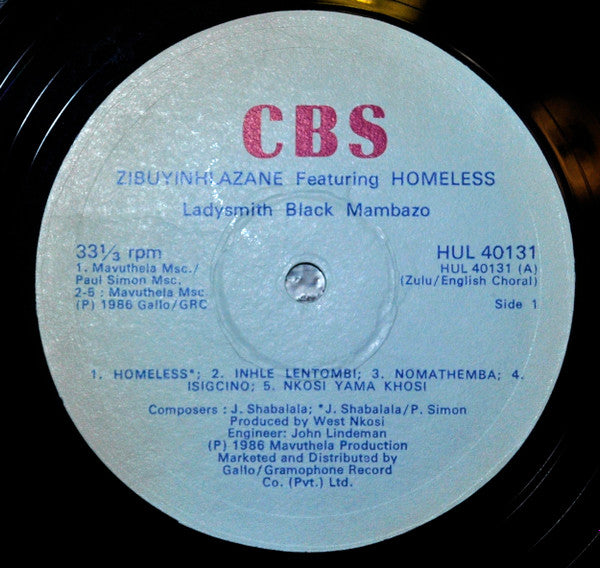 CBS
ZIBUYINHLAZANE Featuring HOMELESS
Ladysmith Black Mambazo
33⅓ rpm
1. Mavuthela Msc./
Paul Simon Msc.
2-5 : Mavuthela Msc
(P) 1986 Gallo/GRC
HUL 40131
HUL 40131 (A)
(Zulu/English Choral)
Side 1
1. HOMELESS*; 2. INHLE LENTOMBI; 3. NOMATHEMBA; 4.
ISIGCINO; 5. NKOSI YAMA KHOSI
Composers : J. Shabalala; *J. Shabalala/P. Simon
Produced by West Nkosi
Engineer: John Lindeman
(P) 1986 Mavuthela Production
Marketed and Distributed by
Gallo/Gramophone Record
Co. (Pvt.) Ltd.